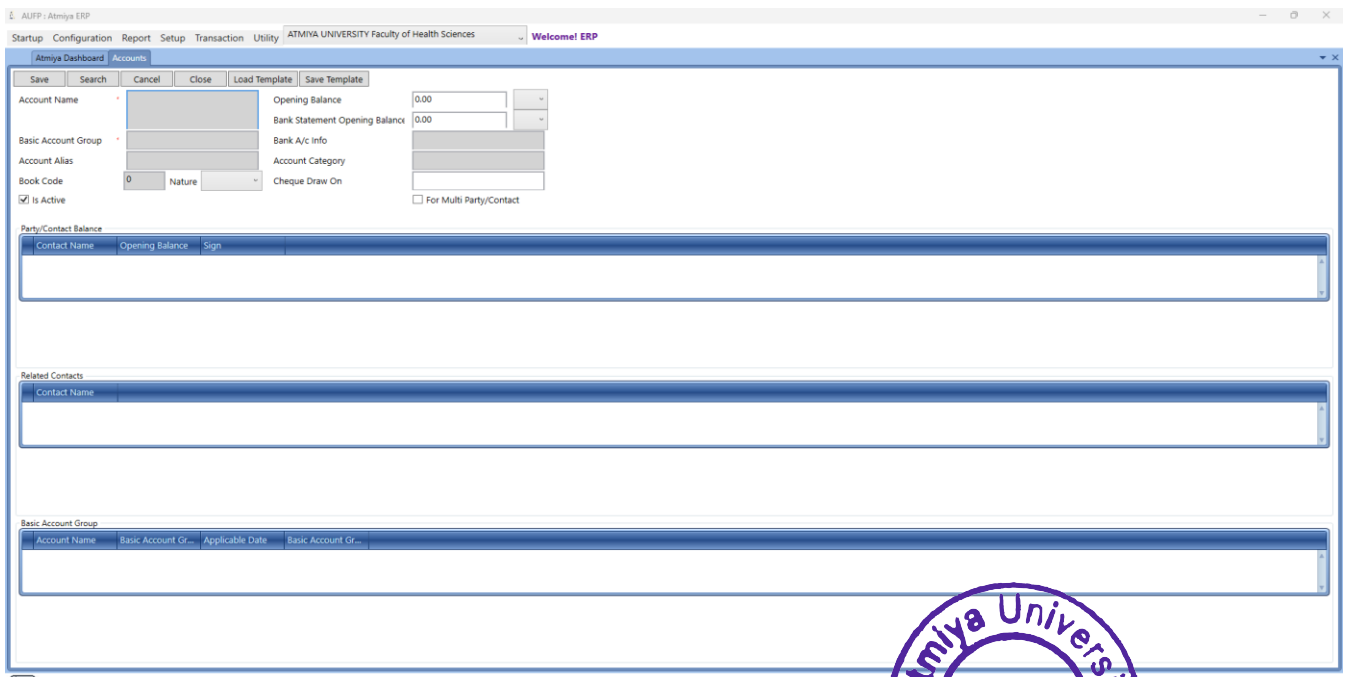 AUFP : Atmiya ERP
Startup Configuration Report Setup Transaction Utility ATMIYA UNIVERSITY Faculty of Health Sciences Welcome! ERP
Atmiya Dashboard Accounts
Save Search Cancel Close Load Template Save Template
Account Name * Opening Balance 0.00
Bank Statement Opening Balance 0.00
Basic Account Group * Bank A/c Info
Account Alias Account Category
Book Code 0 Nature Cheque Draw On
Is Active For Multi Party/Contact
Party/Contact Balance
Contact Name Opening Balance Sign
Related Contacts
Contact Name
Basic Account Group
Account Name Basic Account Gr... Applicable Date Basic Account Gr...